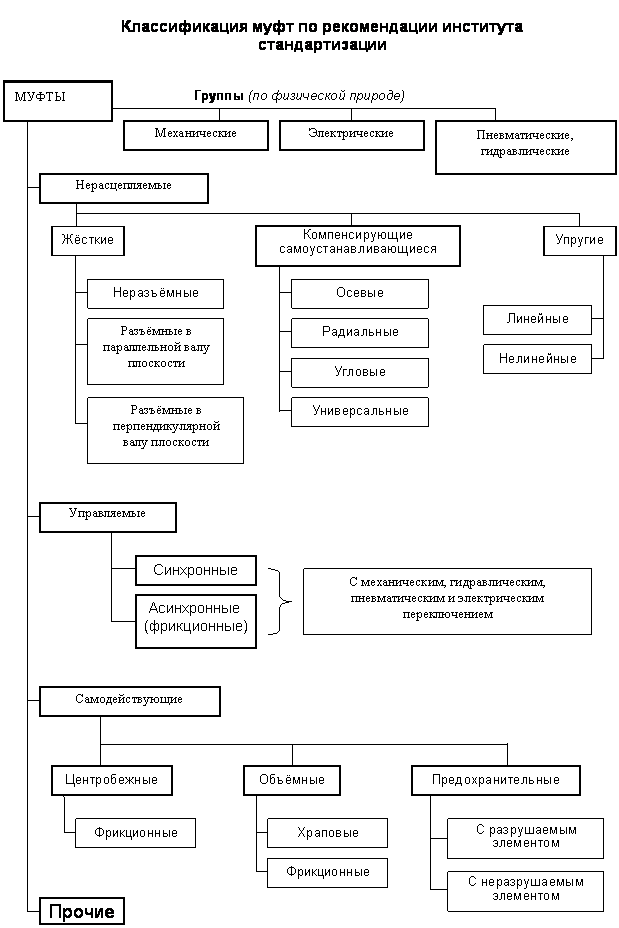 Классификация муфт по рекомендации института
стандартизации
МУФТЫ
Группы (по физической природе)
Механические
Электрические
Пневматические,
гидравлические
Нерасцепляемые
Жёсткие
Компенсирующие
самоустанавливающиеся
Упругие
Неразъёмные
Разъёмные в
параллельной валу
плоскости
Разъёмные в
перпендикулярной
валу плоскости
Осевые
Радиальные
Угловые
Универсальные
Линейные
Нелинейные
Управляемые
Синхронные
Асинхронные
(фрикционные)
С механическим, гидравлическим,
пневматическим и электрическим
переключением
Самодействующие
Центробежные
Объёмные
Предохранительные
Фрикционные
Храповые
Фрикционные
С разрушаемым
элементом
С неразрушаемым
элементом
Прочие